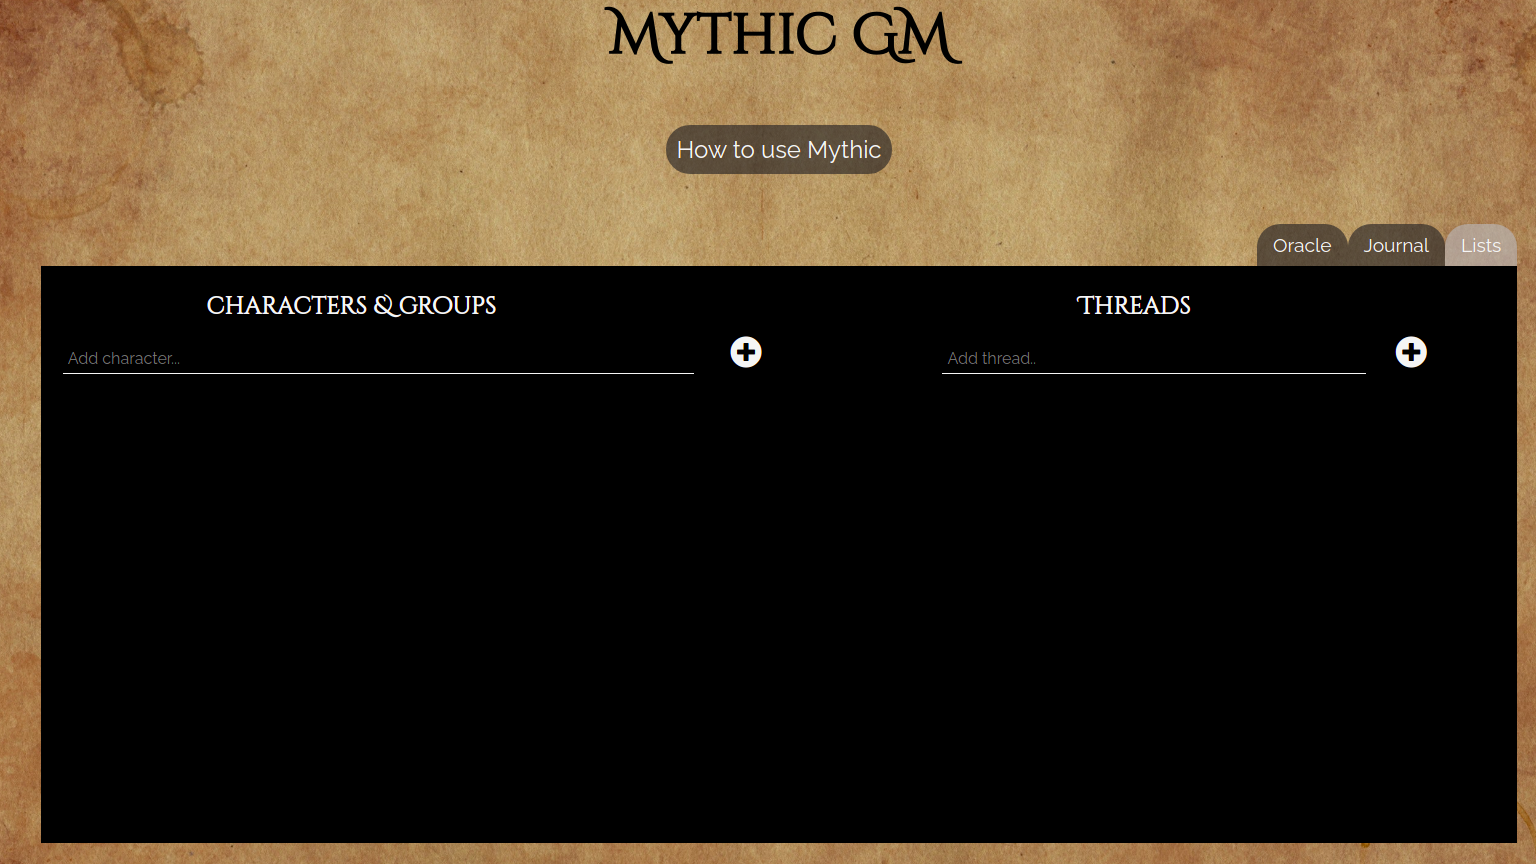 Mythic GM
How to use Mythic
Oracle Journal Lists
Characters & Groups
Add character...
Threads
Add thread..